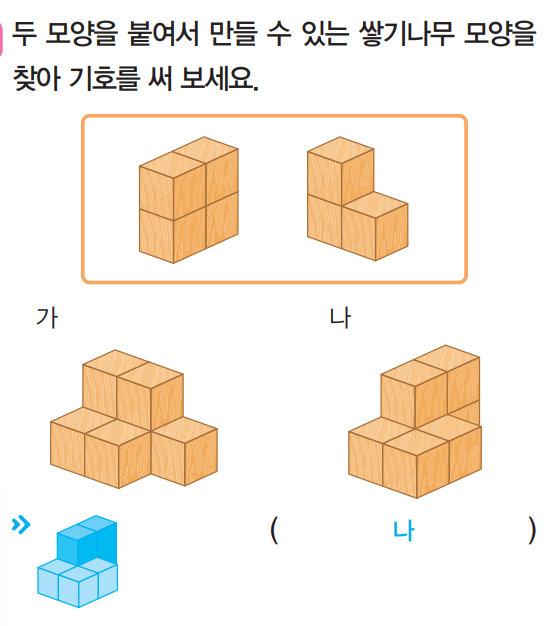 두 모양을 붙여서 만들 수 있는 쌓기나무 모양을
찾아 기호를 써 보세요.
가 나
( 나 )